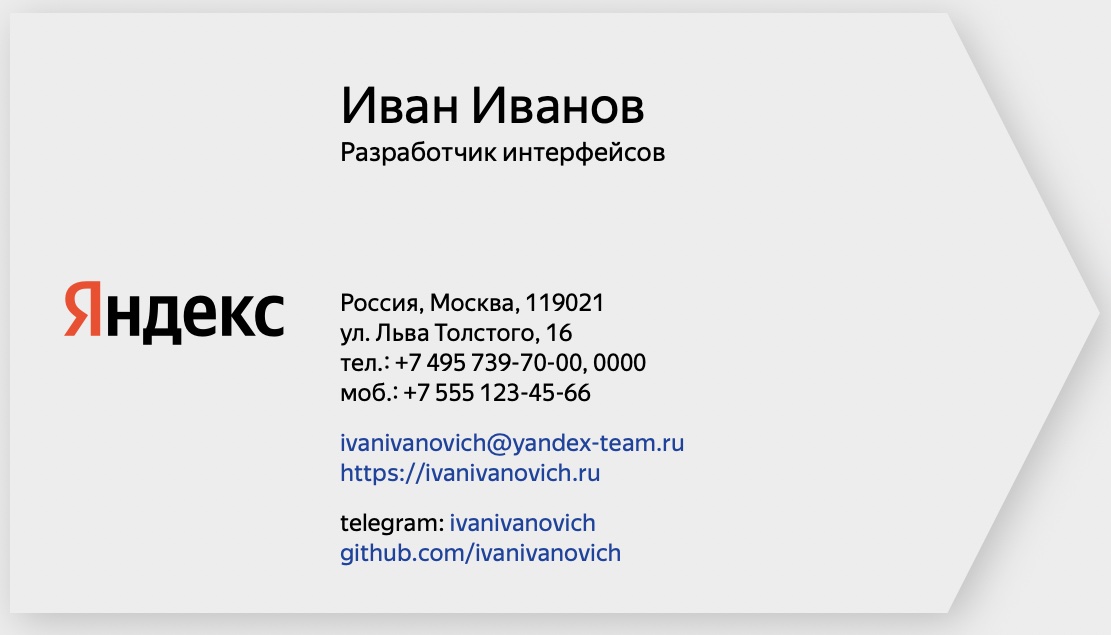 Иван Иванов
Разработчик интерфейсов
Яндекс
Россия, Москва, 119021
ул. Льва Толстого, 16
тел.: +7 495 739-70-00, 0000
моб.: +7 555 123-45-66
ivanivanovich@yandex-team.ru
https://ivanivanovich.ru
telegram: ivanivanovich
github.com/ivanivanovich